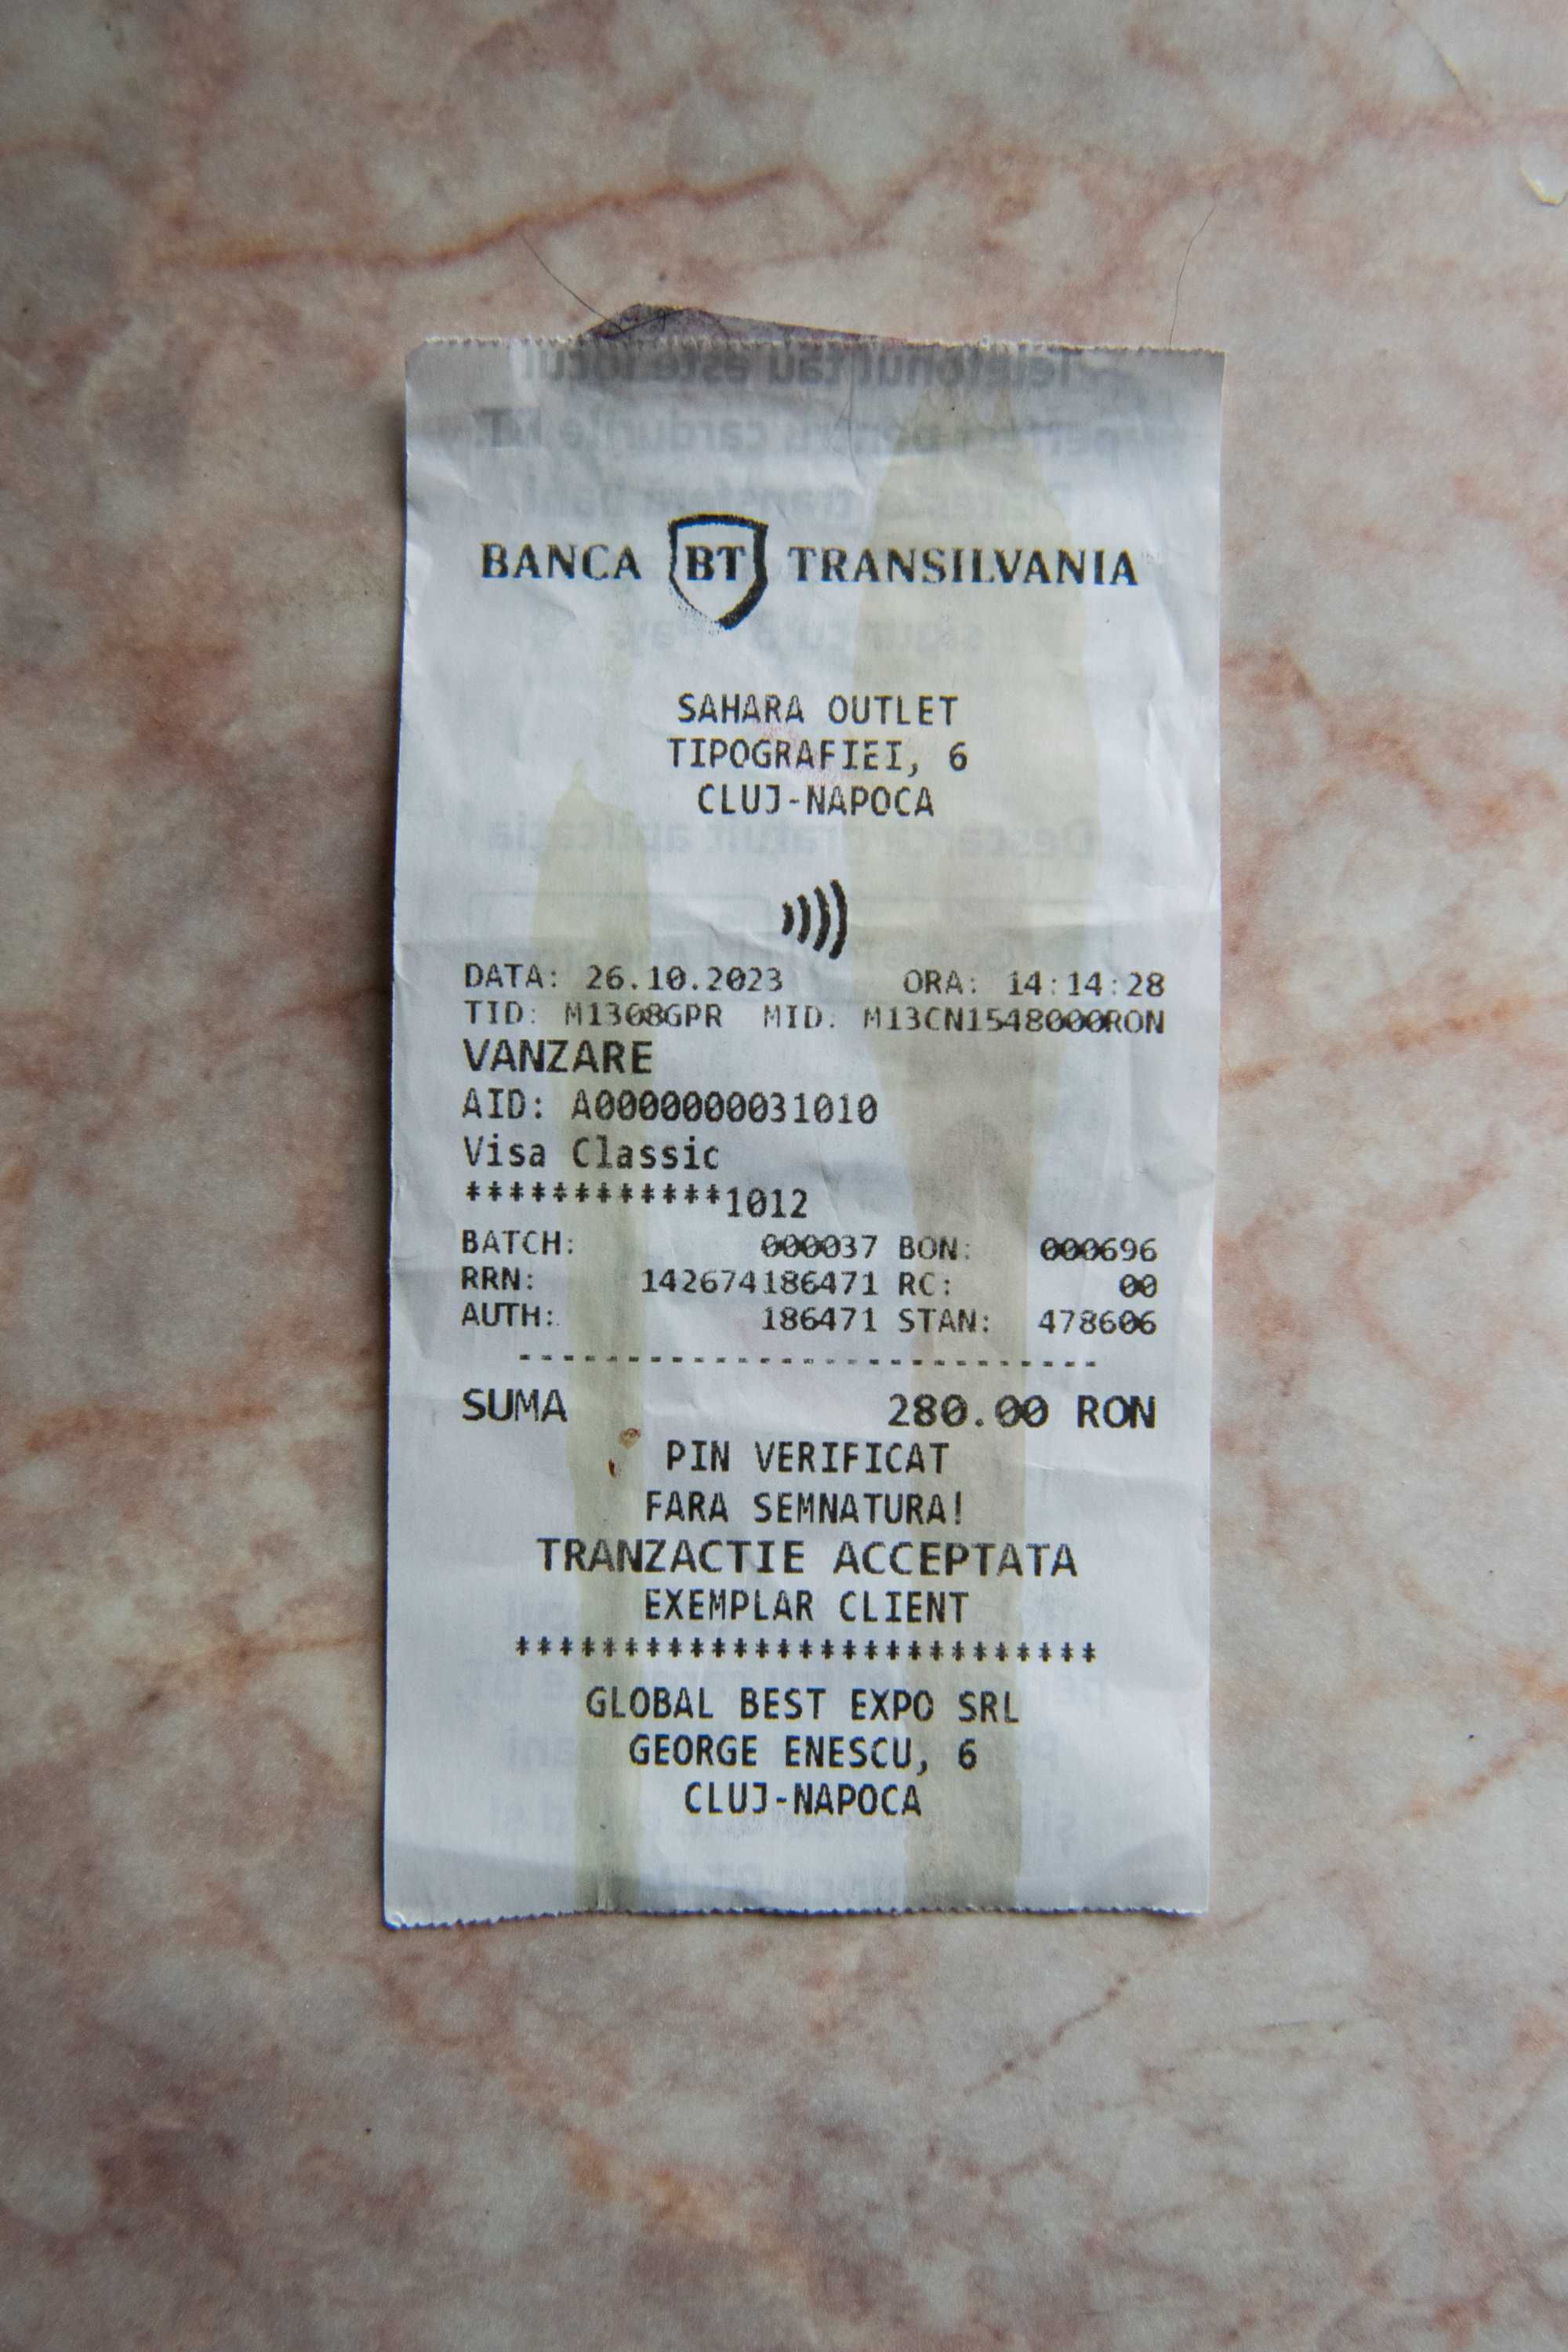 BANCA BT TRANSILVANIA
SAHARA OUTLET
TIPOGRAFIEI, 6
CLUJ-NAPOCA
DATA: 26.10.2023 ORA: 14:14:28
TID: M1308GPR MID: M13CN1548000RON
VANZARE
AID: A0000000031010
Visa Classic
************1012
BATCH: 000037 BON: 000696
RRN: 142674186471 RC: 00
AUTH: 186471 STAN: 478606
---------------------------
SUMA 280.00 RON
PIN VERIFICAT
FARA SEMNATURA!
TRANZACTIE ACCEPTATA
EXEMPLAR CLIENT
***************************
GLOBAL BEST EXPO SRL
GEORGE ENESCU, 6
CLUJ-NAPOCA